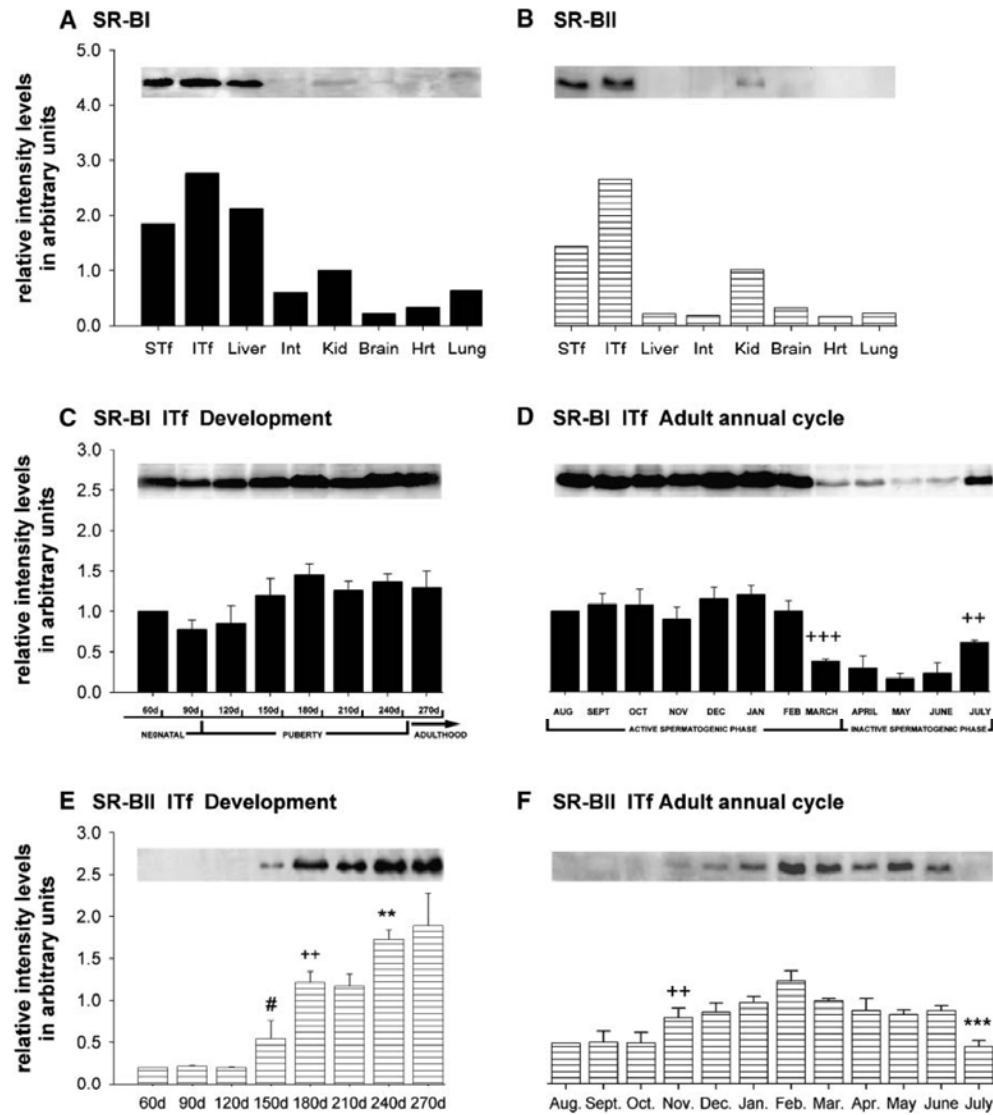 A SR-BI
relative intensity levels
in arbitrary units
5.0
4.0
3.0
2.0
1.0
0.0
STf ITf Liver Int Kid Brain Hrt Lung
B SR-BII
STf ITf Liver Int Kid Brain Hrt Lung
C SR-BI ITf Development
relative intensity levels
in arbitrary units
3.0
2.5
2.0
1.5
1.0
0.5
0.0
60d 90d 120d 150d 180d 210d 240d 270d
NEONATAL PUBERTY ADULTHOOD
D SR-BI ITf Adult annual cycle
+++
++
AUG SEPT OCT NOV DEC JAN FEB MARCH APRIL MAY JUNE JULY
ACTIVE SPERMATOGENIC PHASE INACTIVE SPERMATOGENIC PHASE
E SR-BII ITf Development
relative intensity levels
in arbitrary units
3.0
2.5
2.0
1.5
1.0
0.5
0.0
#
++
**
60d 90d 120d 150d 180d 210d 240d 270d
F SR-BII ITf Adult annual cycle
++
***
Aug. Sept. Oct. Nov. Dec. Jan. Feb. Mar. Apr. May June July